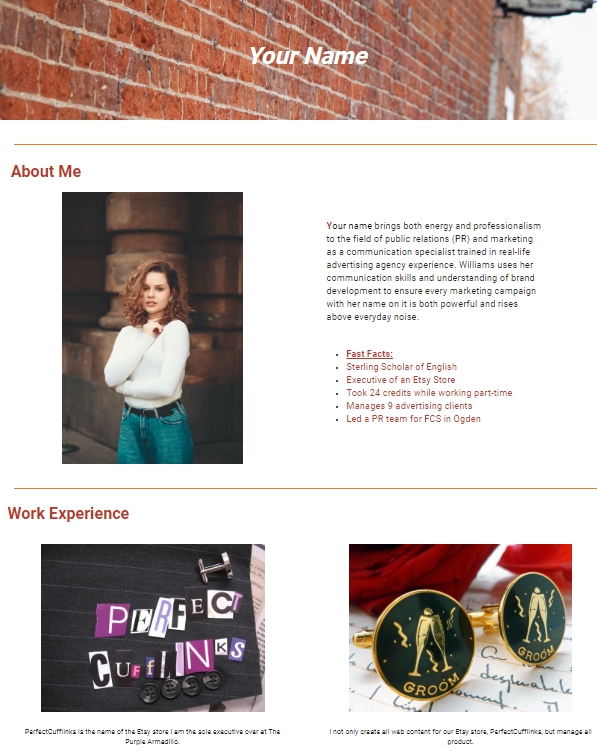 Your Name
About Me
Your name brings both energy and professionalism
to the field of public relations (PR) and marketing
as a communication specialist trained in real-life
advertising agency experience. Williams uses her
communication skills and understanding of brand
development to ensure every marketing campaign
with her name on it is both powerful and rises
above everyday noise.
Fast Facts:
Sterling Scholar of English
Executive of an Etsy Store
Took 24 credits while working part-time
Manages 9 advertising clients
Led a PR team for FCS in Ogden
Work Experience
PERFECT
CUffLINKS
GROOM
GROOM
PerfectCufflinks is the name of the Etsy store I am the sole executive over at The
Purple Armadillo.
I not only create all web content for our Etsy store, PerfectCufflinks, but manage all
product.